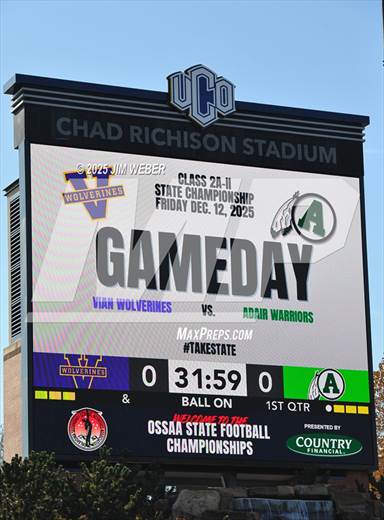 UCO
CHAD RICHISON STADIUM
© 2025 JIM WEBER
CLASS 2A-II
STATE CHAMPIONSHIP
FRIDAY DEC. 12, 2025
V
WOLVERINES
A
GAMEDAY
VIAN WOLVERINES VS. ADAIR WARRIORS
MAXPREPS.COM
#TAKESTATE
V
WOLVERINES
0 31:59 0
A
& BALL ON 1ST QTR
WELCOME TO THE
OSSAA STATE FOOTBALL
CHAMPIONSHIPS
PRESENTED BY
COUNTRY
FINANCIAL